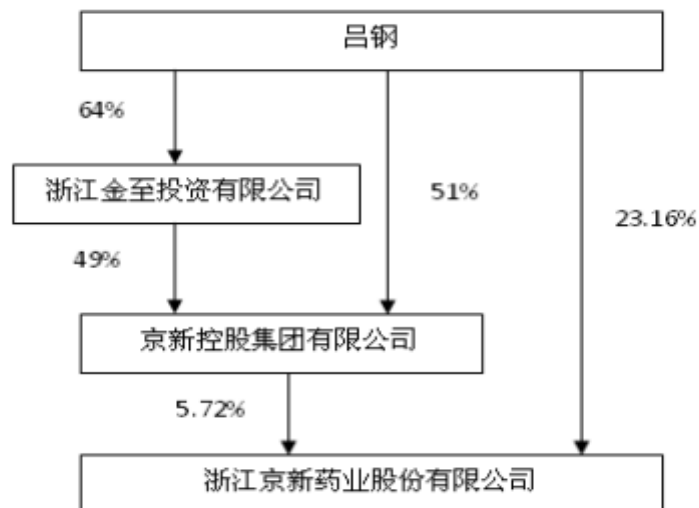 吕钢
64%
浙江金至投资有限公司
51%
23.16%
49%
京新控股集团有限公司
5.72%
浙江京新药业股份有限公司